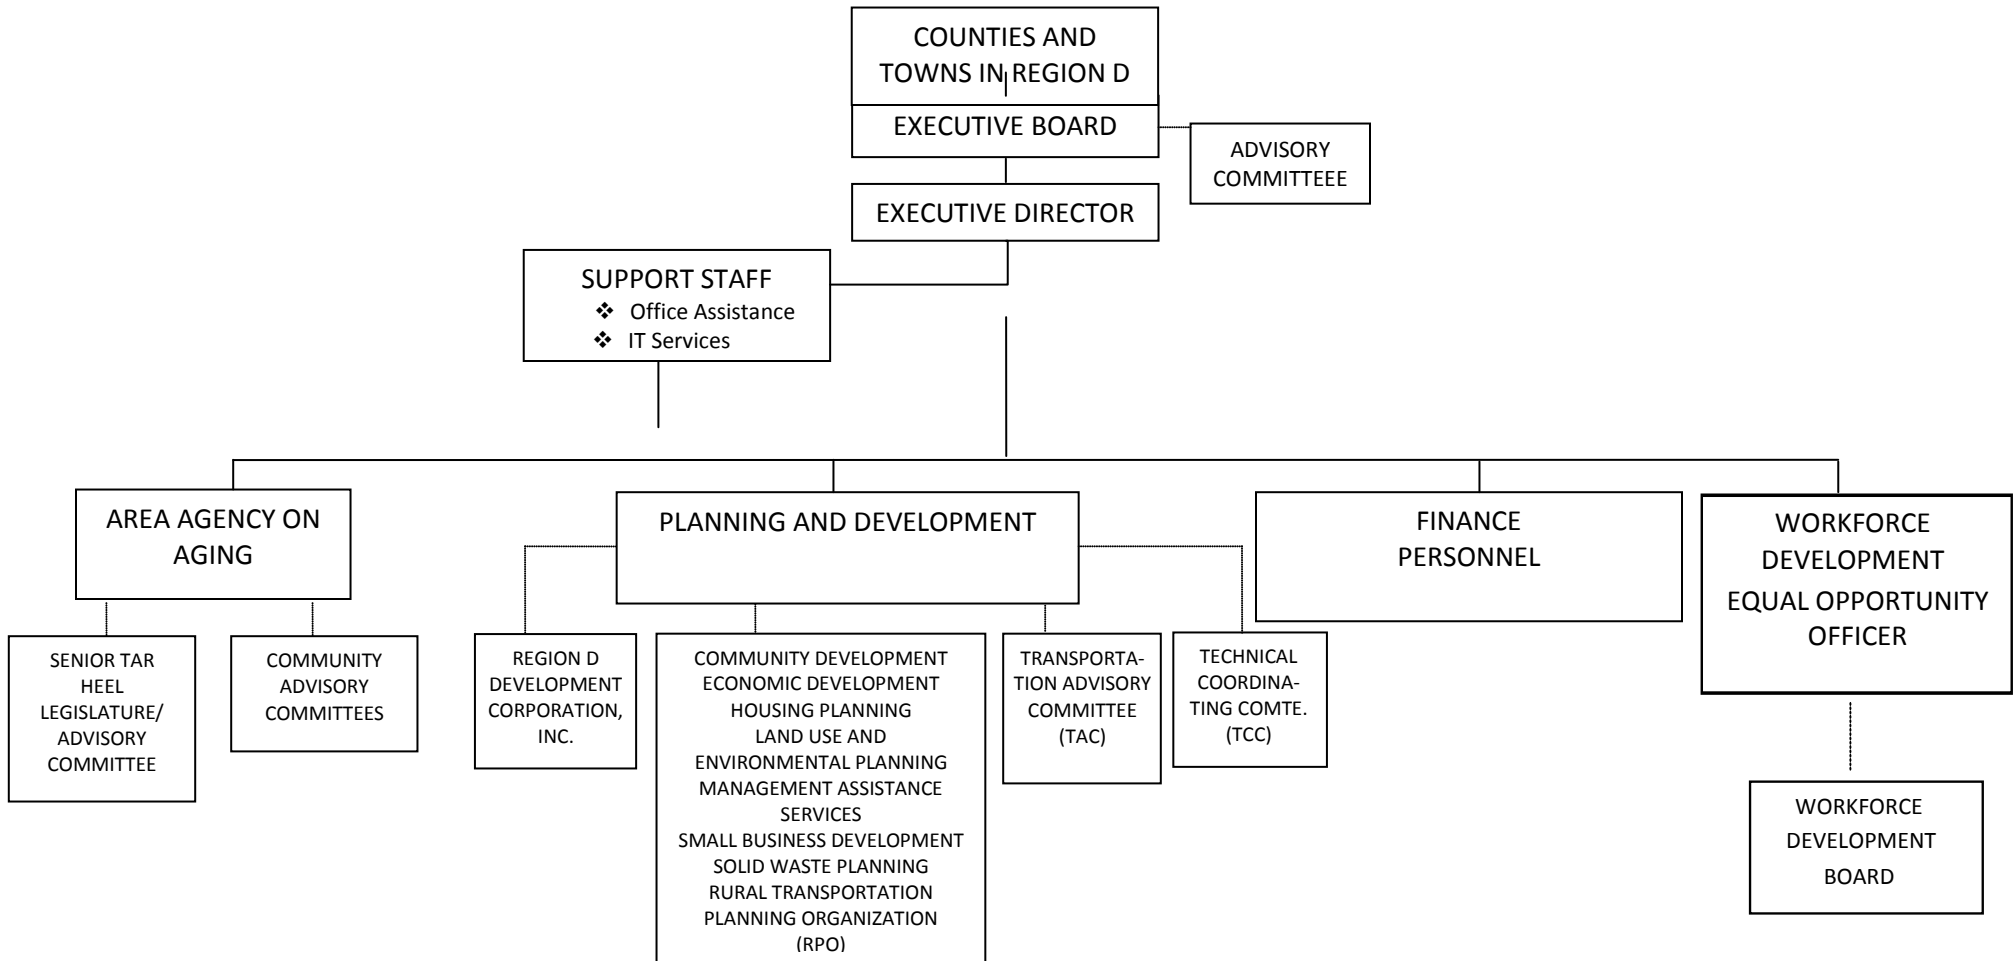 COUNTIES AND
TOWNS IN REGION D
EXECUTIVE BOARD
ADVISORY
COMMITTEEE
EXECUTIVE DIRECTOR
SUPPORT STAFF
❖ Office Assistance
❖ IT Services
AREA AGENCY ON
AGING
PLANNING AND DEVELOPMENT
FINANCE
PERSONNEL
WORKFORCE
DEVELOPMENT
EQUAL OPPORTUNITY
OFFICER
SENIOR TAR
HEEL
LEGISLATURE/
ADVISORY
COMMITTEE
COMMUNITY
ADVISORY
COMMITTEES
REGION D
DEVELOPMENT
CORPORATION,
INC.
COMMUNITY DEVELOPMENT
ECONOMIC DEVELOPMENT
HOUSING PLANNING
LAND USE AND
ENVIRONMENTAL PLANNING
MANAGEMENT ASSISTANCE
SERVICES
SMALL BUSINESS DEVELOPMENT
SOLID WASTE PLANNING
RURAL TRANSPORTATION
PLANNING ORGANIZATION
(RPO)
TRANSPORTA-
TION ADVISORY
COMMITTEE
(TAC)
TECHNICAL
COORDINA-
TING COMTE.
(TCC)
WORKFORCE
DEVELOPMENT
BOARD